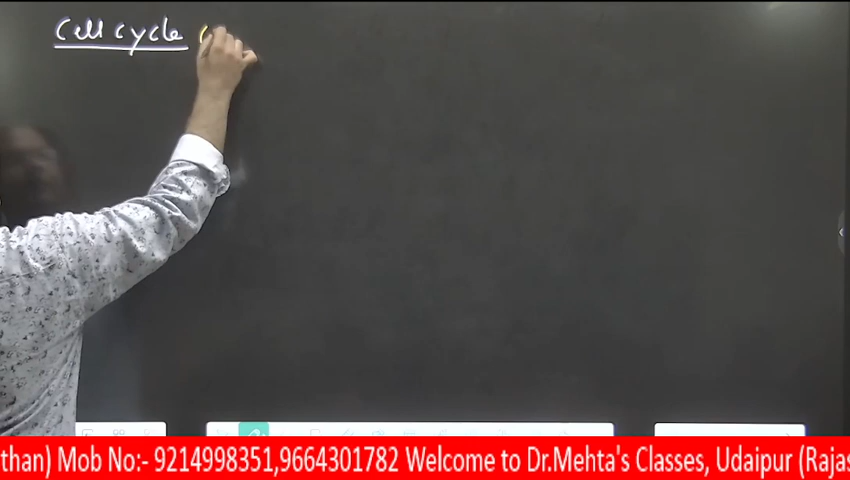 Cell cycle (
than) Mob No:- 9214998351,9664301782 Welcome to Dr.Mehta's Classes, Udaipur (Rajas